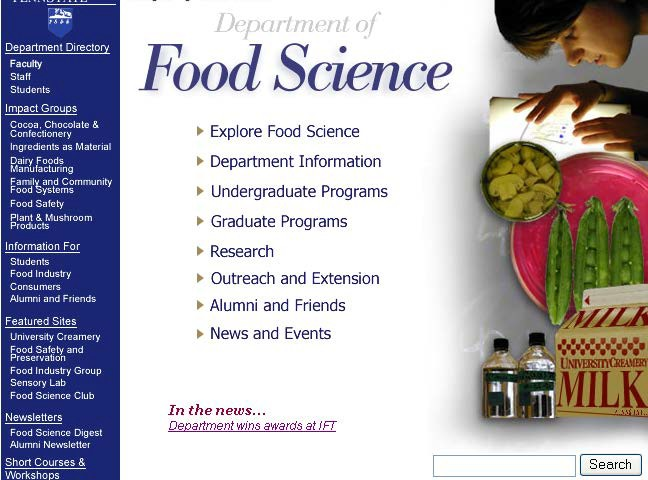 PENNSTATE
Department Directory
Faculty
Staff
Students
Impact Groups
Cocoa, Chocolate &
Confectionery
Ingredients as Material
Dairy Foods
Manufacturing
Family and Community
Food Systems
Food Safety
Plant & Mushroom
Products
Information For
Students
Food Industry
Consumers
Alumni and Friends
Featured Sites
University Creamery
Food Safety and
Preservation
Food Industry Group
Sensory Lab
Food Science Club
Newsletters
Food Science Digest
Alumni Newsletter
Short Courses &
Workshops
Department of
Food Science
Explore Food Science
Department Information
Undergraduate Programs
Graduate Programs
Research
Outreach and Extension
Alumni and Friends
News and Events
In the news...
Department wins awards at IFT
MILK
UNIVERSITY CREAMERY
MILK
Search